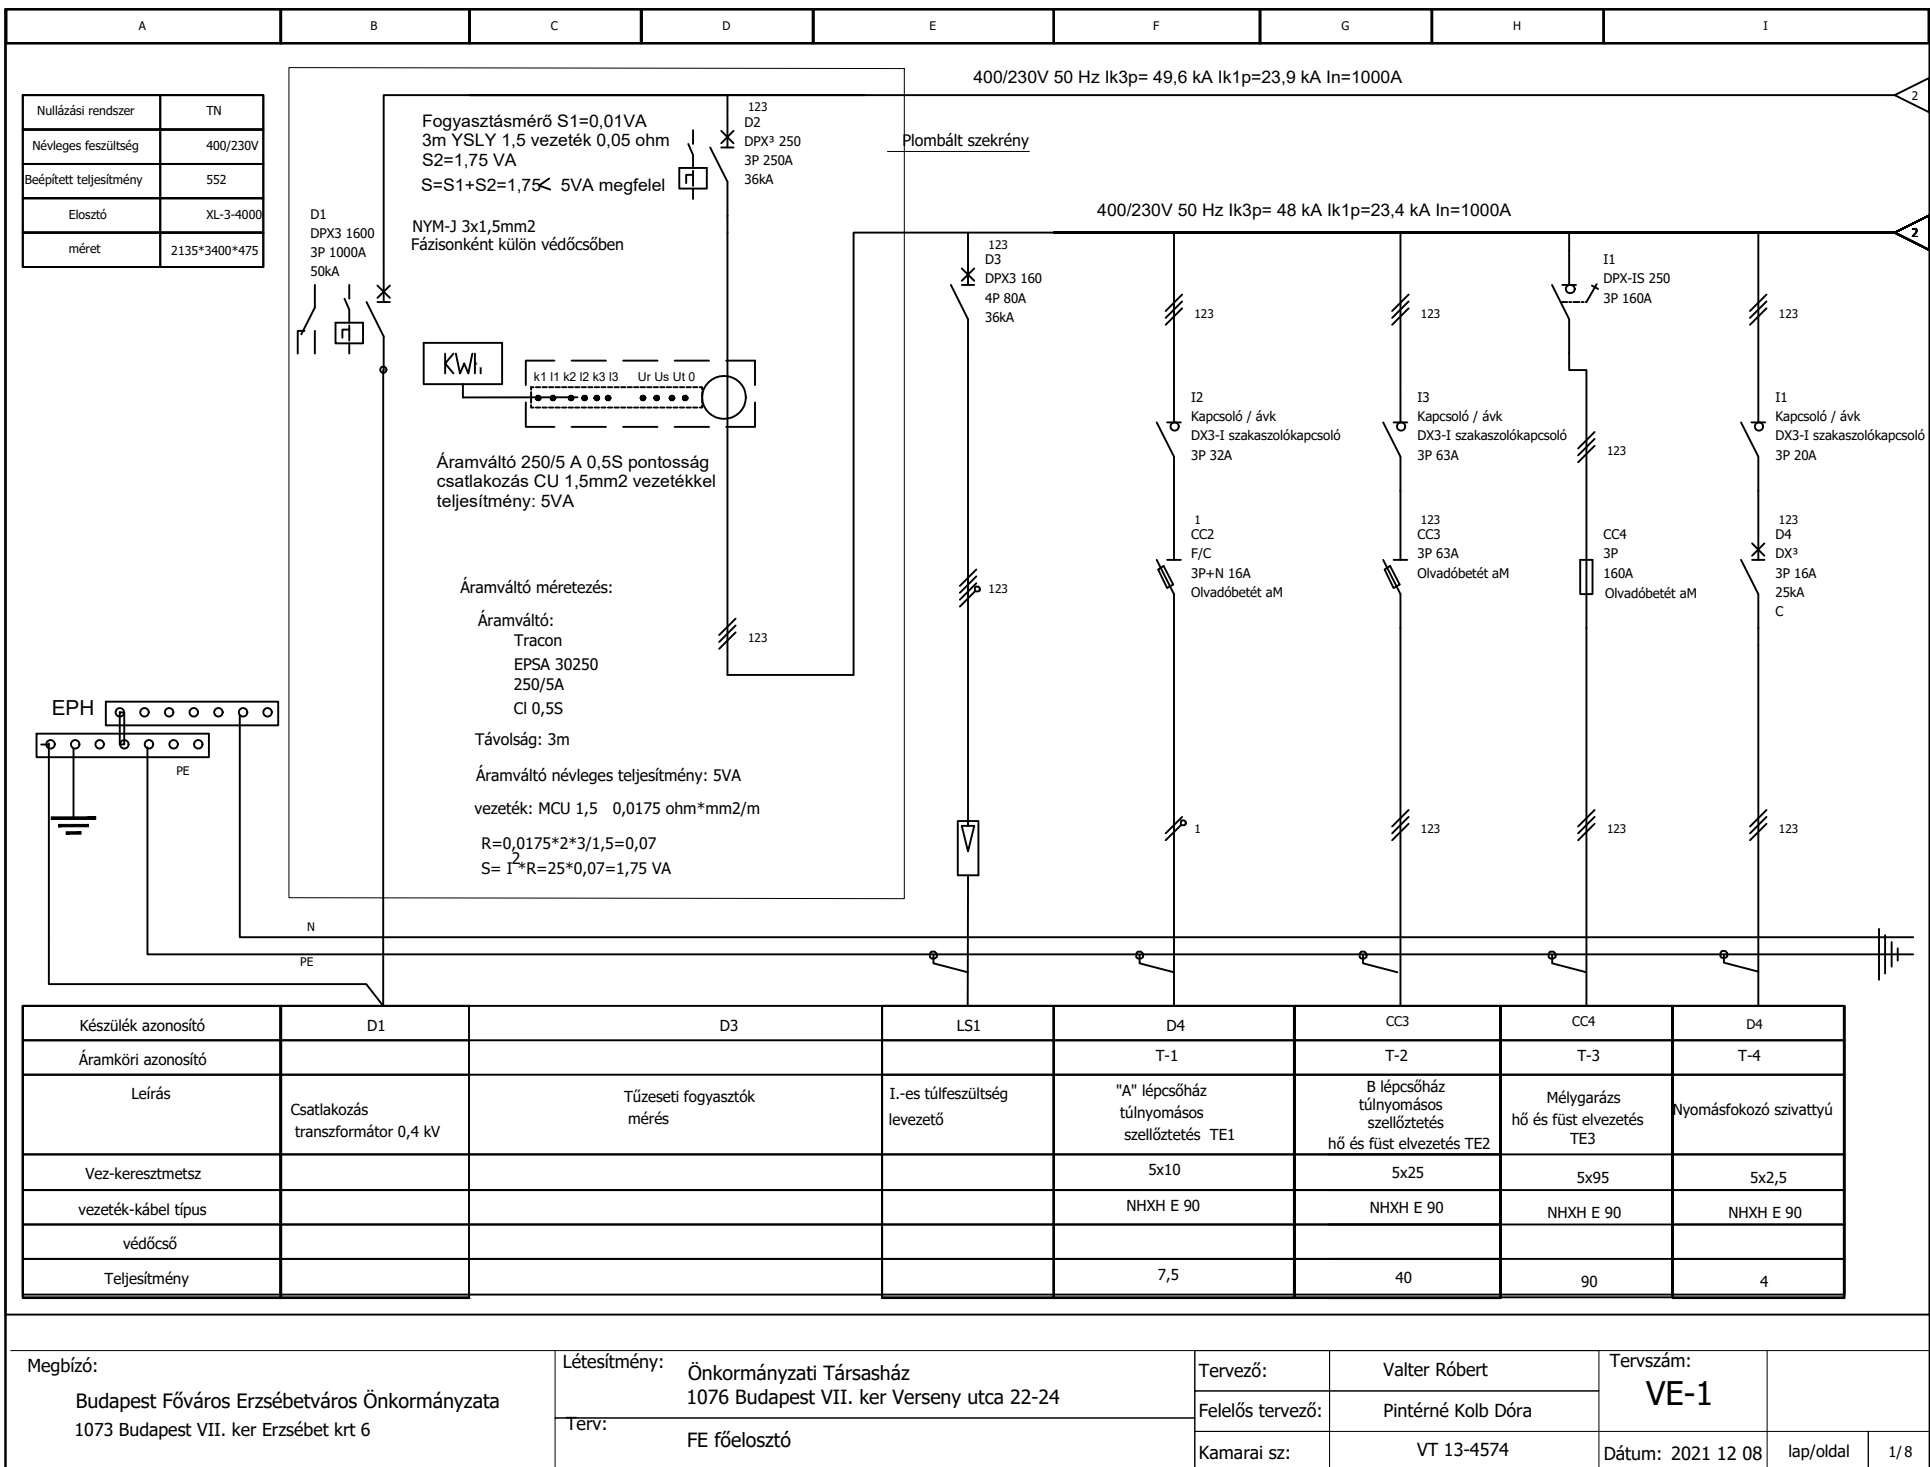 A B C D E F G H I
400/230V 50 Hz Ik3p= 49,6 kA Ik1p=23,9 kA In=1000A
2
Nullázási rendszer TN
Névleges feszültség 400/230V
Beépített teljesítmény 552
Elosztó XL-3-4000
méret 2135*3400*475
Fogyasztásmérő S1=0,01VA
3m YSLY 1,5 vezeték 0,05 ohm
S2=1,75 VA
S=S1+S2=1,75< 5VA megfelel
123
D2
DPX³ 250
3P 250A
36kA
Plombált szekrény
NYM-J 3x1,5mm2
Fázisonként külön védőcsőben
D1
DPX3 1600
3P 1000A
50kA
400/230V 50 Hz Ik3p= 48 kA Ik1p=23,4 kA In=1000A
2
123
D3
DPX3 160
4P 80A
36kA
123
123
I1
DPX-IS 250
3P 160A
123
KWh
k1 l1 k2 l2 k3 l3 Ur Us Ut 0
I2
Kapcsoló / ávk
DX3-I szakaszolókapcsoló
3P 32A
I3
Kapcsoló / ávk
DX3-I szakaszolókapcsoló
3P 63A
123
I1
Kapcsoló / ávk
DX3-I szakaszolókapcsoló
3P 20A
Áramváltó 250/5 A 0,5S pontosság
csatlakozás CU 1,5mm2 vezetékkel
teljesítmény: 5VA
1
CC2
F/C
3P+N 16A
Olvadóbetét aM
123
CC3
3P 63A
Olvadóbetét aM
CC4
3P
160A
Olvadóbetét aM
123
D4
DX³
3P 16A
25kA
C
Áramváltó méretezés:
Áramváltó:
Tracon
EPSA 30250
250/5A
Cl 0,5S
Távolság: 3m
Áramváltó névleges teljesítmény: 5VA
vezeték: MCU 1,5 0,0175 ohm*mm2/m
R=0,0175*2*3/1,5=0,07
S= I2*R=25*0,07=1,75 VA
123
123
EPH
PE
1
123
123
123
N
PE
Készülék azonosító D1 D3 LS1 D4 CC3 CC4 D4
Áramköri azonosító T-1 T-2 T-3 T-4
Leírás
Csatlakozás
transzformátor 0,4 kV
Tűzeseti fogyasztók
mérés
I.-es túlfeszültség
levezető
"A" lépcsőház
túlnyomásos
szellőztetés TE1
B lépcsőház
túlnyomásos
szellőztetés
hő és füst elvezetés TE2
Mélygarázs
hő és füst elvezetés
TE3
Nyomásfokozó szivattyú
Vez-keresztmetsz 5x10 5x25 5x95 5x2,5
vezeték-kábel típus NHXH E 90 NHXH E 90 NHXH E 90 NHXH E 90
védőcső
Teljesítmény 7,5 40 90 4
Megbízó:
Budapest Főváros Erzsébetváros Önkormányzata
1073 Budapest VII. ker Erzsébet krt 6
Létesítmény:
Önkormányzati Társasház
1076 Budapest VII. ker Verseny utca 22-24
Terv:
FE főelosztó
Tervező: Valter Róbert
Felelős tervező: Pintérné Kolb Dóra
Kamarai sz: VT 13-4574
Tervszám:
VE-1
Dátum: 2021 12 08
lap/oldal 1/8